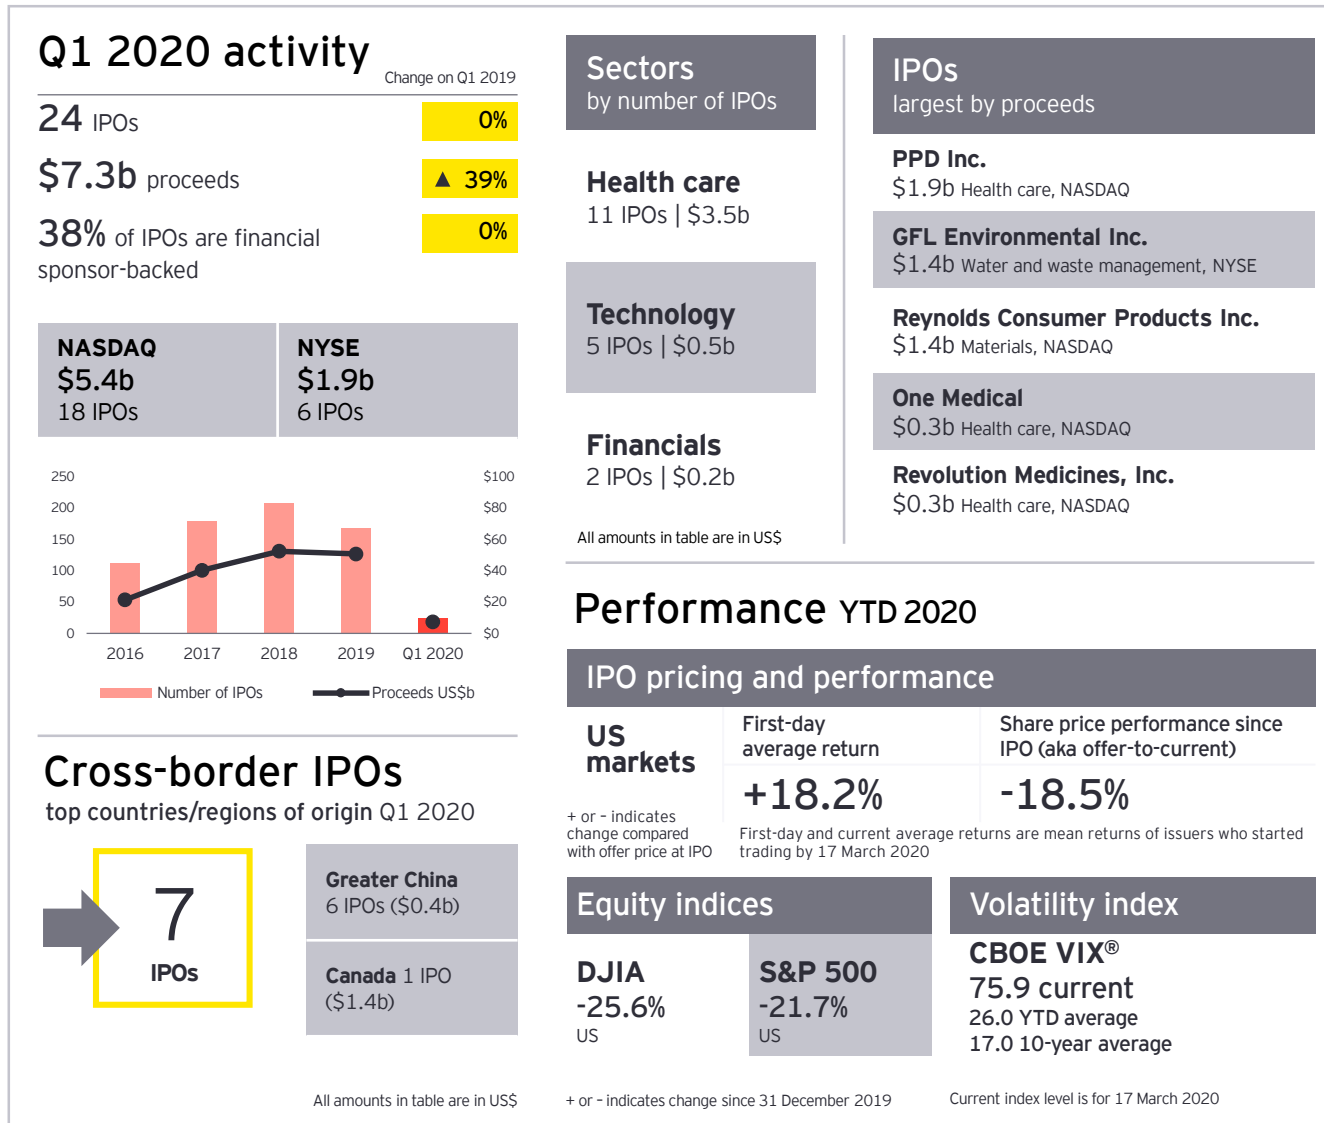 Q1 2020 activity
Change on Q1 2019
24 IPOs
0%
$7.3b proceeds
▲ 39%
38% of IPOs are financial
sponsor-backed
0%
NASDAQ
$5.4b
18 IPOs
NYSE
$1.9b
6 IPOs
250
200
150
100
50
0
$100
$80
$60
$40
$20
$0
2016
2017
2018
2019
Q1 2020
Number of IPOs
Proceeds US$b
Cross-border IPOs
top countries/regions of origin Q1 2020
7
IPOs
Greater China
6 IPOs ($0.4b)
Canada 1 IPO
($1.4b)
All amounts in table are in US$
Sectors
by number of IPOs
Health care
11 IPOs | $3.5b
Technology
5 IPOs | $0.5b
Financials
2 IPOs | $0.2b
All amounts in table are in US$
IPOs
largest by proceeds
PPD Inc.
$1.9b Health care, NASDAQ
GFL Environmental Inc.
$1.4b Water and waste management, NYSE
Reynolds Consumer Products Inc.
$1.4b Materials, NASDAQ
One Medical
$0.3b Health care, NASDAQ
Revolution Medicines, Inc.
$0.3b Health care, NASDAQ
Performance YTD 2020
IPO pricing and performance
US
markets
+ or – indicates
change compared
with offer price at IPO
First-day
average return
+18.2%
Share price performance since
IPO (aka offer-to-current)
-18.5%
First-day and current average returns are mean returns of issuers who started
trading by 17 March 2020
Equity indices
DJIA
-25.6%
US
S&P 500
-21.7%
US
+ or – indicates change since 31 December 2019
Volatility index
CBOE VIX®
75.9 current
26.0 YTD average
17.0 10-year average
Current index level is for 17 March 2020